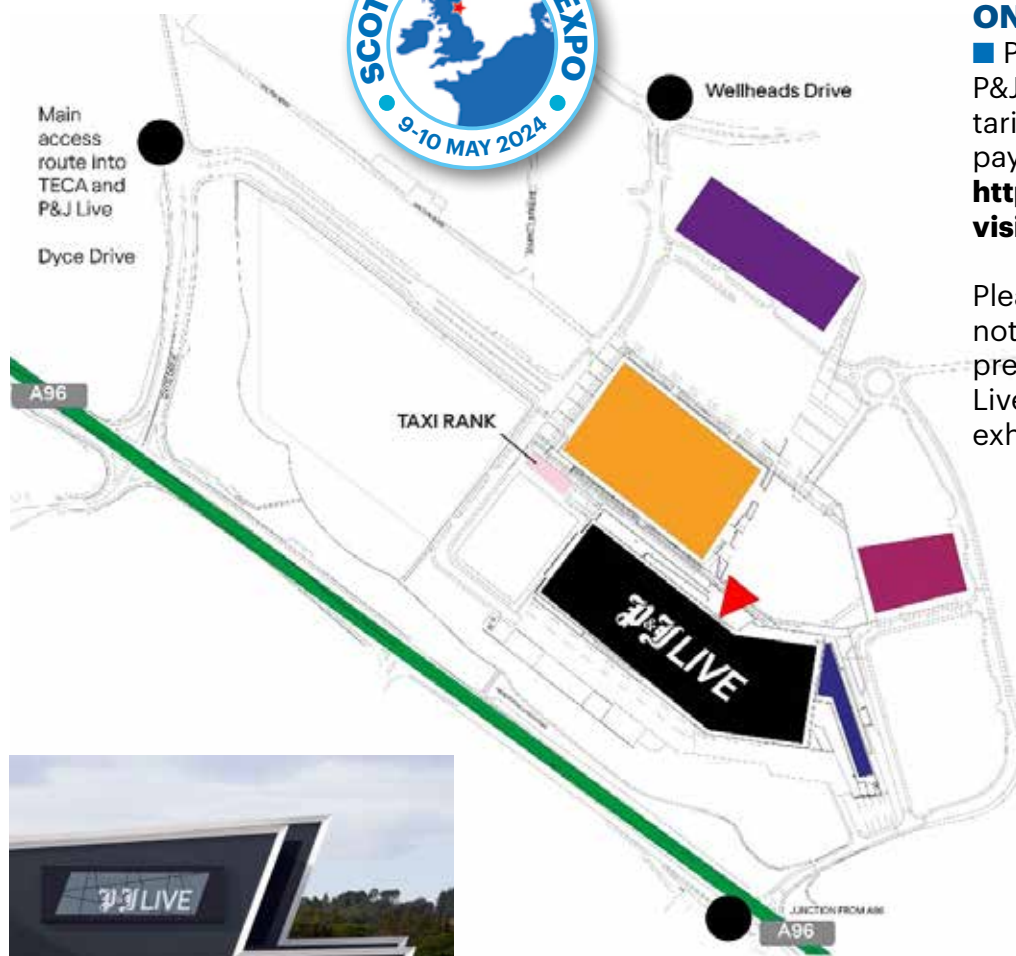 SCOT
EXPO
9-10 MAY 2024
Main
access
route into
TECA and
P&J Live
Dyce Drive
Wellheads Drive
A96
TAXI RANK
P&J LIVE
P&J LIVE
JUNCTION FROM A96
A96
ON
■ P
P&J
tari
pay
http
visi
Plea
not
pre
Live
exh